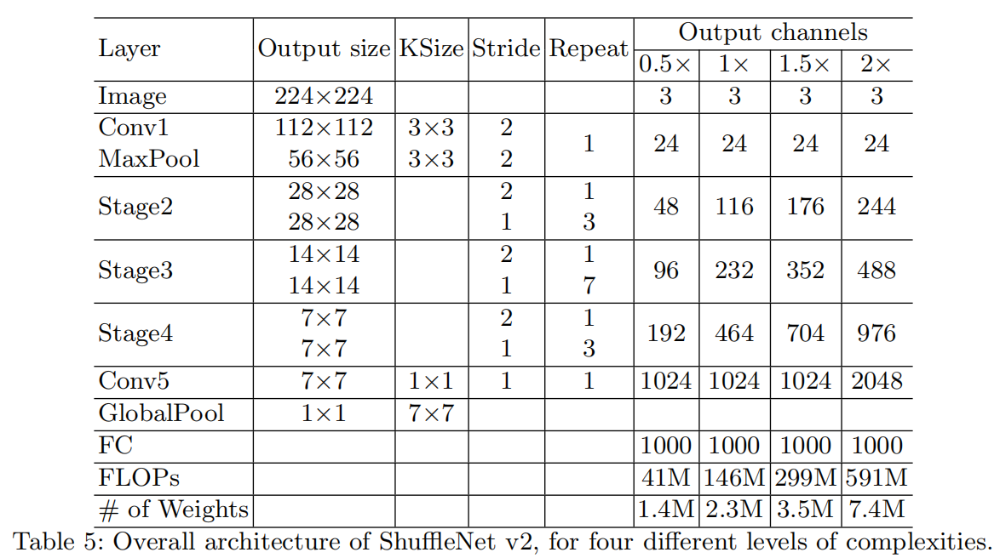 Layer Output size KSize Stride Repeat Output channels
0.5× 1× 1.5× 2×
Image 224×224 3 3 3 3
Conv1 112×112 3×3 2
MaxPool 56×56 3×3 2 1 24 24 24 24
Stage2 28×28 2 1
28×28 1 3 48 116 176 244
Stage3 14×14 2 1
14×14 1 7 96 232 352 488
Stage4 7×7 2 1
7×7 1 3 192 464 704 976
Conv5 7×7 1×1 1 1 1024 1024 1024 2048
GlobalPool 1×1 7×7
FC 1000 1000 1000 1000
FLOPs 41M 146M 299M 591M
# of Weights 1.4M 2.3M 3.5M 7.4M
Table 5: Overall architecture of ShuffleNet v2, for four different levels of complexities.